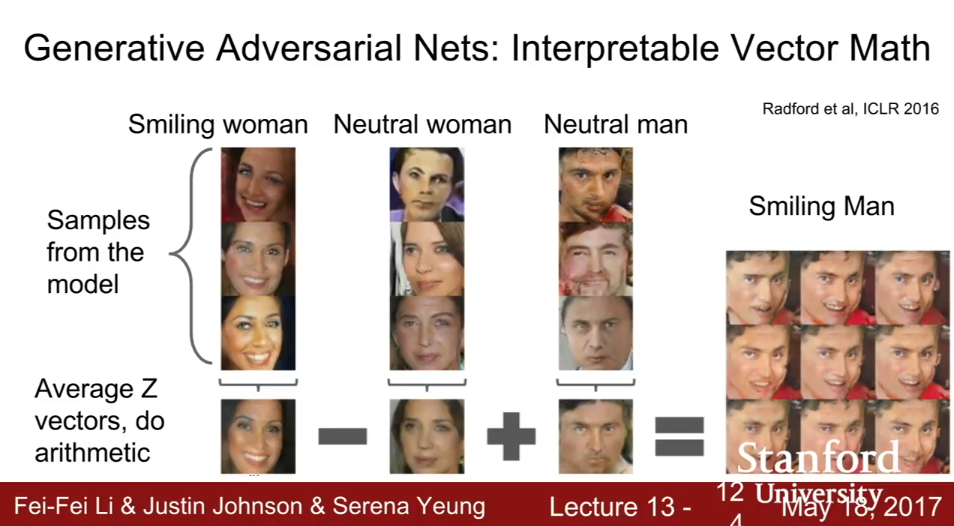 Generative Adversarial Nets: Interpretable Vector Math
Radford et al, ICLR 2016
Smiling woman
Neutral woman
Neutral man
Smiling Man
Samples
from the
model
Average Z
vectors, do
arithmetic
Fei-Fei Li & Justin Johnson & Serena Yeung
Lecture 13 -
12
4
Stanford
University
May 18, 2017